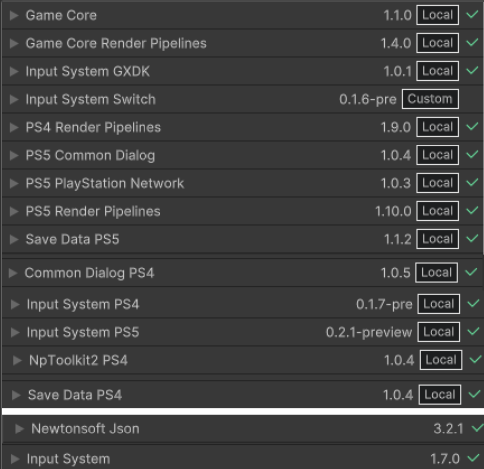 Game Core 1.1.0 Local
Game Core Render Pipelines 1.4.0 Local
Input System GXDK 1.0.1 Local
Input System Switch 0.1.6-pre Custom
PS4 Render Pipelines 1.9.0 Local
PS5 Common Dialog 1.0.4 Local
PS5 PlayStation Network 1.0.3 Local
PS5 Render Pipelines 1.10.0 Local
Save Data PS5 1.1.2 Local
Common Dialog PS4 1.0.5 Local
Input System PS4 0.1.7-pre Local
Input System PS5 0.2.1-preview Local
NpToolkit2 PS4 1.0.4 Local
Save Data PS4 1.0.4 Local
Newtonsoft Json 3.2.1
Input System 1.7.0